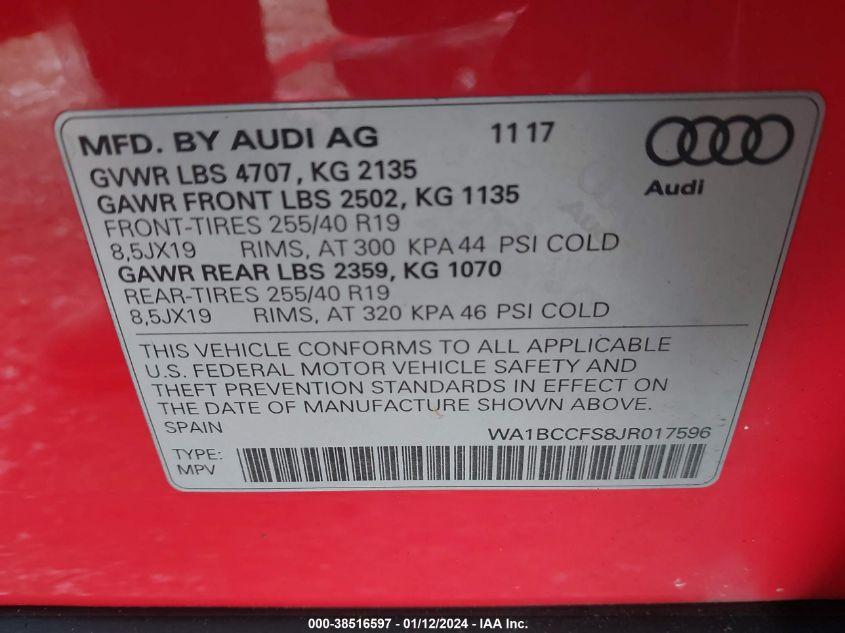 MFD. BY AUDI AG 11 17
GVWR LBS 4707, KG 2135
GAWR FRONT LBS 2502, KG 1135
Audi
FRONT-TIRES 255/40 R19
8,5JX19 RIMS, AT 300 KPA 44 PSI COLD
GAWR REAR LBS 2359, KG 1070
REAR-TIRES 255/40 R19
8,5JX19 RIMS, AT 320 KPA 46 PSI COLD
THIS VEHICLE CONFORMS TO ALL APPLICABLE
U.S. FEDERAL MOTOR VEHICLE SAFETY AND
THEFT PREVENTION STANDARDS IN EFFECT ON
THE DATE OF MANUFACTURE SHOWN ABOVE.
SPAIN WA1BCCFS8JR017596
TYPE:
MPV
000-38516597 - 01/12/2024 - IAA Inc.